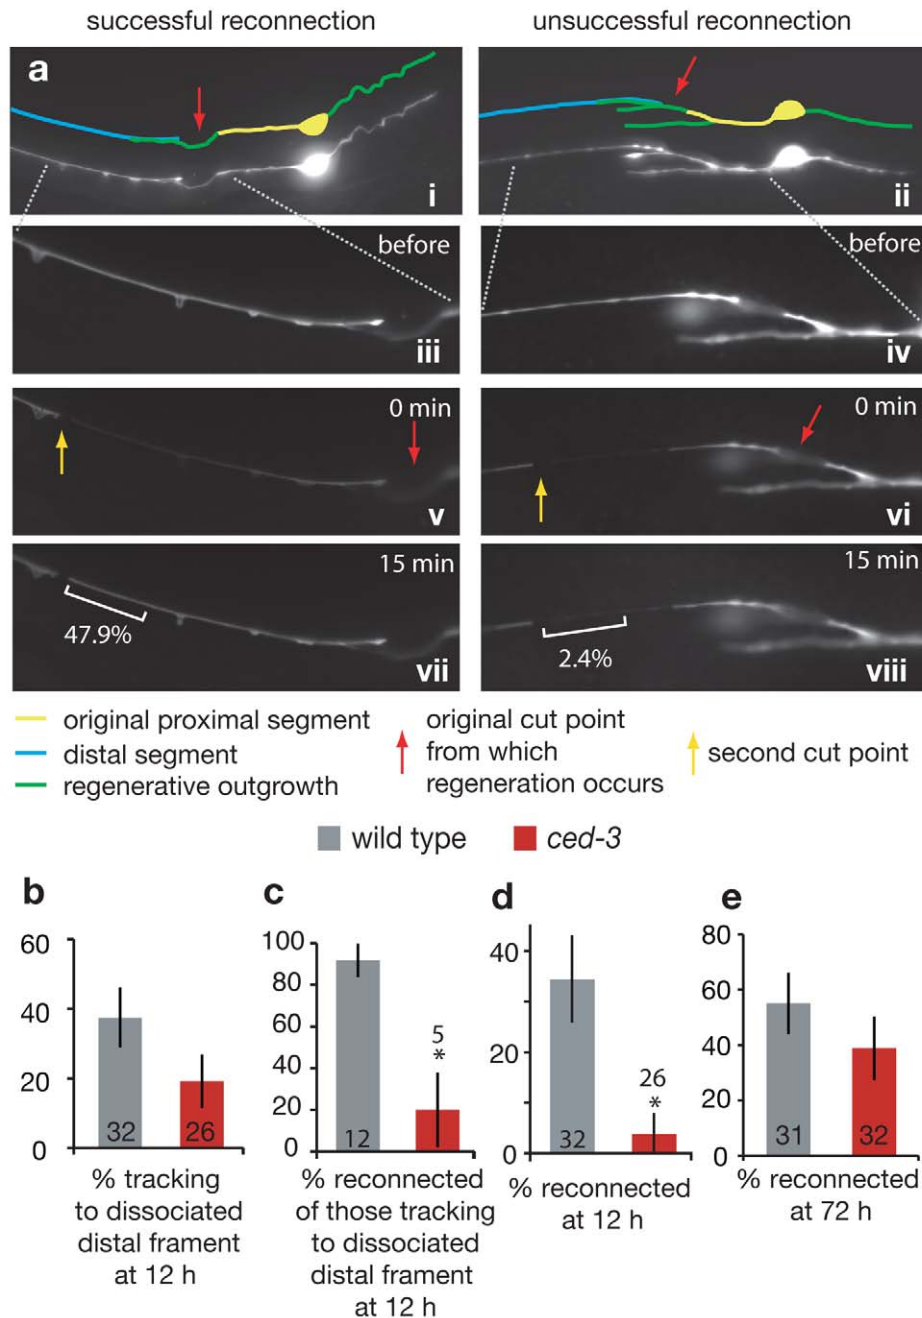 successful reconnection
unsuccessful reconnection
a
i
ii
before
iii
before
iv
0 min
v
0 min
vi
15 min
47.9%
vii
15 min
2.4%
viii
original proximal segment
distal segment
regenerative outgrowth
original cut point
from which
regeneration occurs
second cut point
wild type
ced-3
b
60
40
20
0
32
26
% tracking
to dissociated
distal frament
at 12 h
c
100
80
60
40
20
0
12
5
*
% reconnected
of those tracking
to dissociated
distal frament
at 12 h
d
40
20
0
32
26
*
% reconnected
at 12 h
e
80
60
40
20
0
31
32
% reconnected
at 72 h